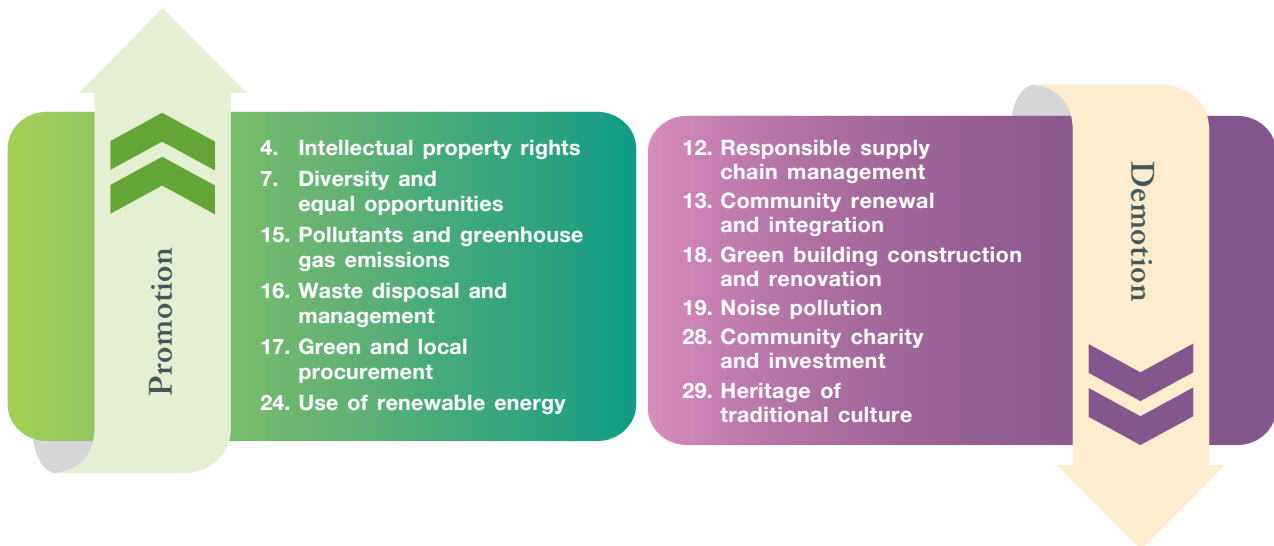 Promotion
4. Intellectual property rights
7. Diversity and
equal opportunities
15. Pollutants and greenhouse
gas emissions
16. Waste disposal and
management
17. Green and local
procurement
24. Use of renewable energy
12. Responsible supply
chain management
13. Community renewal
and integration
18. Green building construction
and renovation
19. Noise pollution
28. Community charity
and investment
29. Heritage of
traditional culture
Demotion